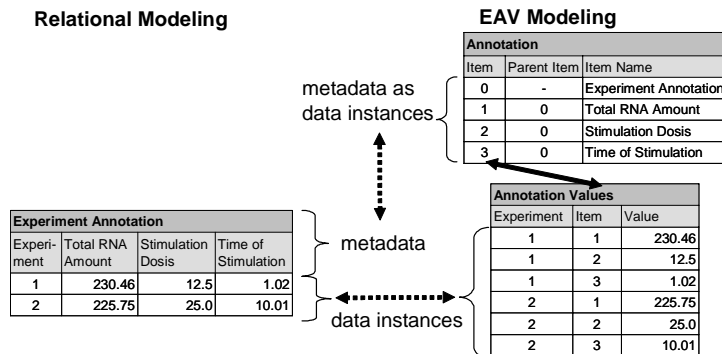 Relational Modeling
EAV Modeling
Annotation
Item Parent Item Item Name
0 - Experiment Annotation
1 0 Total RNA Amount
2 0 Stimulation Dosis
3 0 Time of Stimulation
metadata as
data instances
Experiment Annotation
Experi-
ment
Total RNA
Amount
Stimulation
Dosis
Time of
Stimulation
1 230.46 12.5 1.02
2 225.75 25.0 10.01
metadata
data instances
Annotation Values
Experiment Item Value
1 1 230.46
1 2 12.5
1 3 1.02
2 1 225.75
2 2 25.0
2 3 10.01